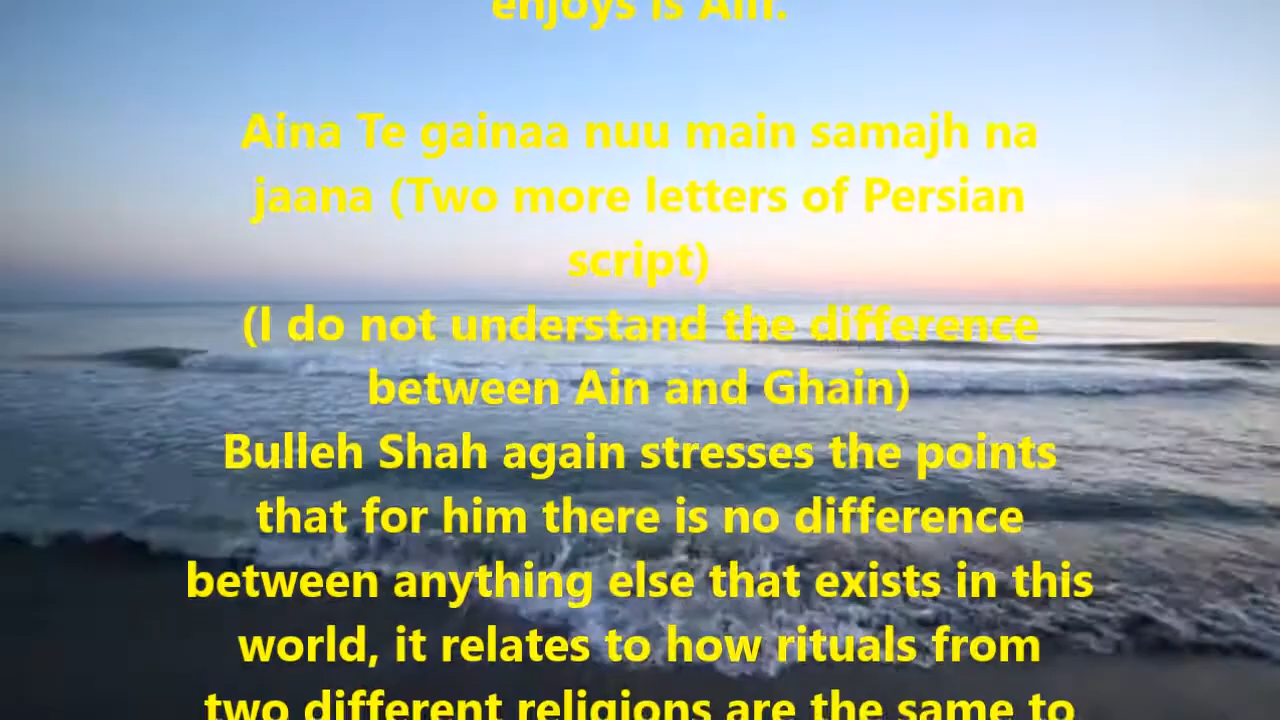 enjoys is Alif.
Aina Te gainaa nuu main samajh na
jaana (Two more letters of Persian
script)
(I do not understand the difference
between Ain and Ghain)
Bulleh Shah again stresses the points
that for him there is no difference
between anything else that exists in this
world, it relates to how rituals from
two different religions are the same to